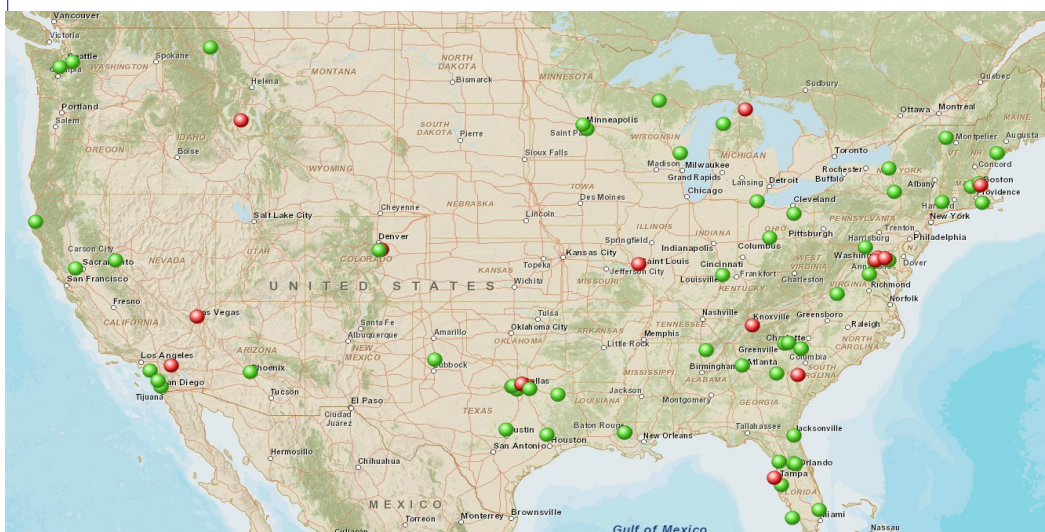 Vancouver
Victoria
Seattle
Olympia
WASHINGTON
Spokane
Helena
MONTANA
NORTH
DAKOTA
Bismarck
MINNESOTA
Sudbury
Quebec
Ottawa
Montreal
MAINE
Portland
Salem
OREGON
IDAHO
Boise
SOUTH
DAKOTA
Pierre
Minneapolis
Saint Pa
WISCONSIN
Montpelier
Augusta
VT
Concord
Toronto
Rochester
Buffalo
NEW YORK
Albany
Boston
Providence
WYOMING
Sioux Falls
Madison
Milwaukee
Grand Rapids
MICHIGAN
Lansing
Detroit
Chicago
IOWA
Des Moines
NEBRASKA
Cheyenne
Salt Lake City
Lincoln
Cleveland
PENNSYLVANIA
New York
Trenton
Carson City
NEVADA
UTAH
Denver
COLORADO
ILLINOIS
Springfield
INDIANA
Indianapolis
OHIO
Columbus
Pittsburgh
Harrisburg
Philadelphia
NJ
Dover
Sacramento
San Francisco
KANSAS
Topeka
Kansas City
Jefferson City
Saint Louis
MISSOURI
Cincinnati
Louisville
Frankfort
KENTUCKY
WEST
VIRGINIA
Charleston
Washington
Annapolis
VIRGINIA
Richmond
Norfolk
UNITED STATES
Wichita
Fresno
CALIFORNIA
Las Vegas
Santa Fe
Albuquerque
Amarillo
Tulsa
Oklahoma City
OKLAHOMA
ARKANSAS
Little Rock
Nashville
TENNESSEE
Memphis
Knoxville
Greensboro
Raleigh
NORTH
CAROLINA
Charlotte
Greenville
Columbia
SOUTH
CAROLINA
Los Angeles
San Diego
Tijuana
ARIZONA
Phoenix
Tucson
NEW
MEXICO
Lubbock
El Paso
Ciudad
Juárez
Dallas
TEXAS
LOUISIANA
MISSISSIPPI
Jackson
Birmingham
ALABAMA
Montgomery
Atlanta
GEORGIA
Austin
San Antonio
Houston
Baton Rouge
New Orleans
Tallahassee
Jacksonville
Orlando
Tampa
FLORIDA
Miami
Hermosillo
Chihuahua
MEXICO
Torreon
Monterrey
Brownsville
Gulf of Mexico
Nassau